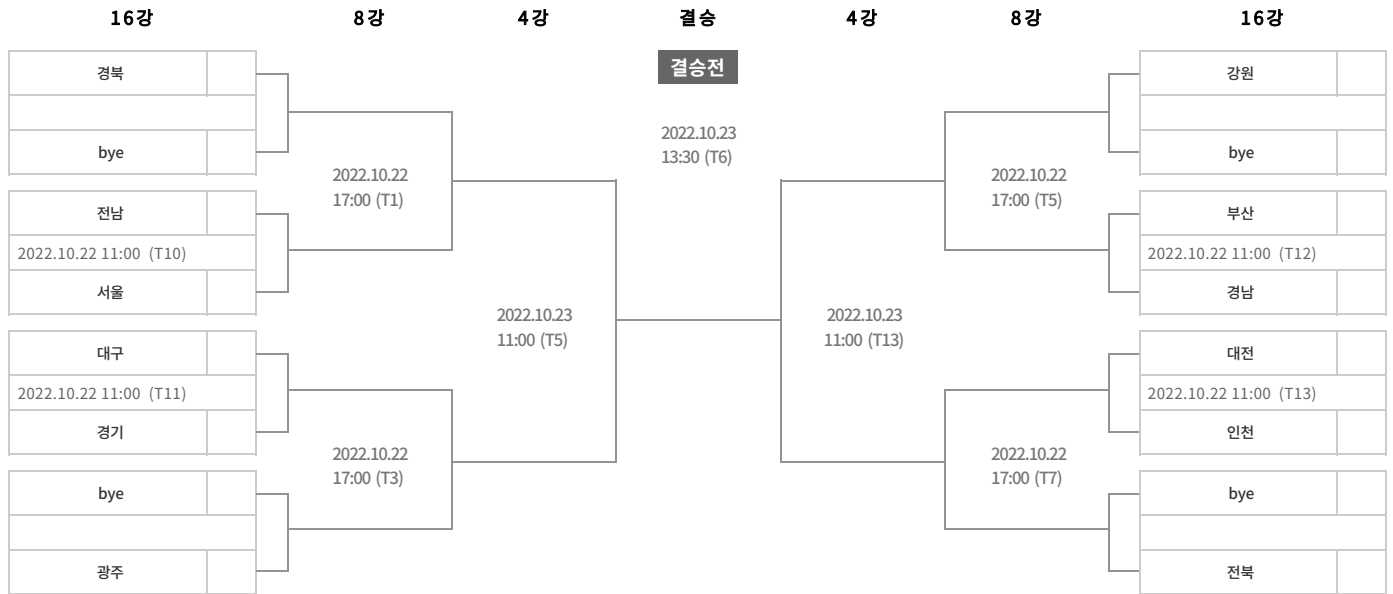 16강 8강 4강 결승 4강 8강 16강
결승전
경북
bye
전남
2022.10.22 11:00 (T10)
서울
대구
2022.10.22 11:00 (T11)
경기
bye
광주
2022.10.22
17:00 (T1)
2022.10.22
17:00 (T3)
2022.10.23
11:00 (T5)
2022.10.23
13:30 (T6)
2022.10.23
11:00 (T13)
2022.10.22
17:00 (T5)
2022.10.22
17:00 (T7)
강원
bye
부산
2022.10.22 11:00 (T12)
경남
대전
2022.10.22 11:00 (T13)
인천
bye
전북